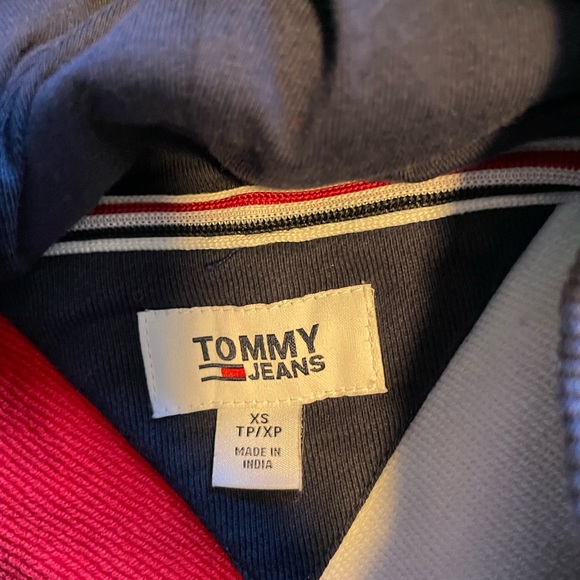 TOMMY
JEANS
XS
TP/XP
MADE IN
INDIA